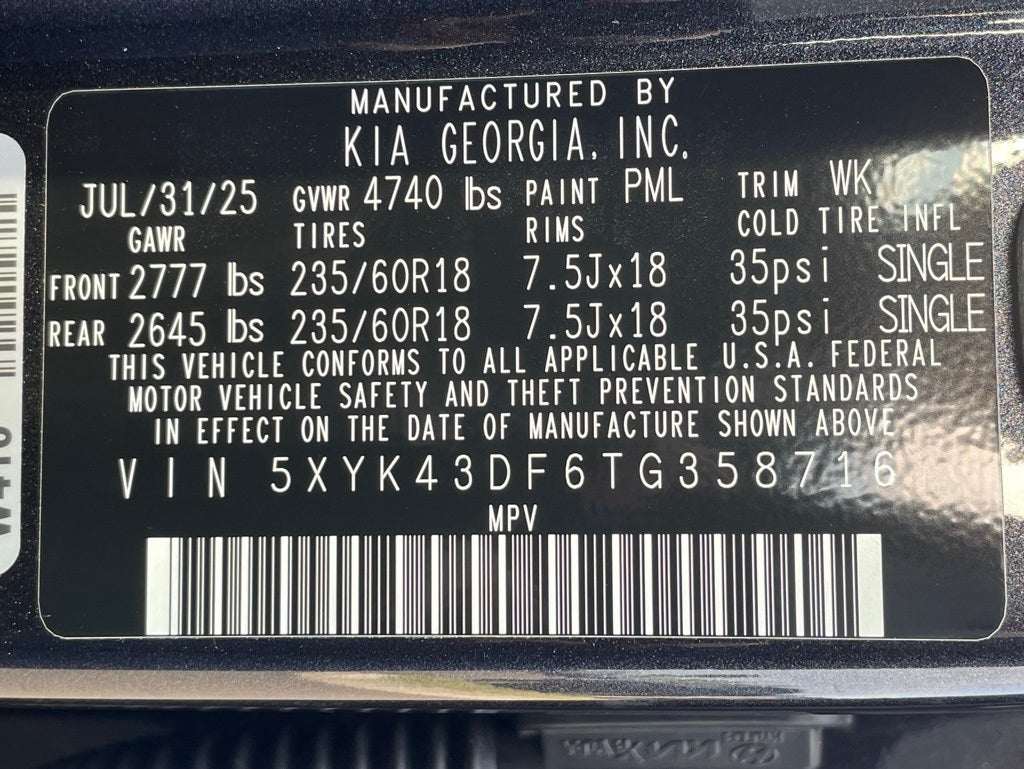 MANUFACTURED BY
KIA GEORGIA, INC.
JUL/31/25 GVWR 4740 lbs PAINT PML TRIM WK
GAWR TIRES RIMS COLD TIRE INFL
FRONT 2777 lbs 235/60R18 7.5Jx18 35psi SINGLE
REAR 2645 lbs 235/60R18 7.5Jx18 35psi SINGLE
THIS VEHICLE CONFORMS TO ALL APPLICABLE U.S.A. FEDERAL
MOTOR VEHICLE SAFETY AND THEFT PREVENTION STANDARDS
IN EFFECT ON THE DATE OF MANUFACTURE SHOWN ABOVE
VIN 5XYK43DF6TG358716
MPV